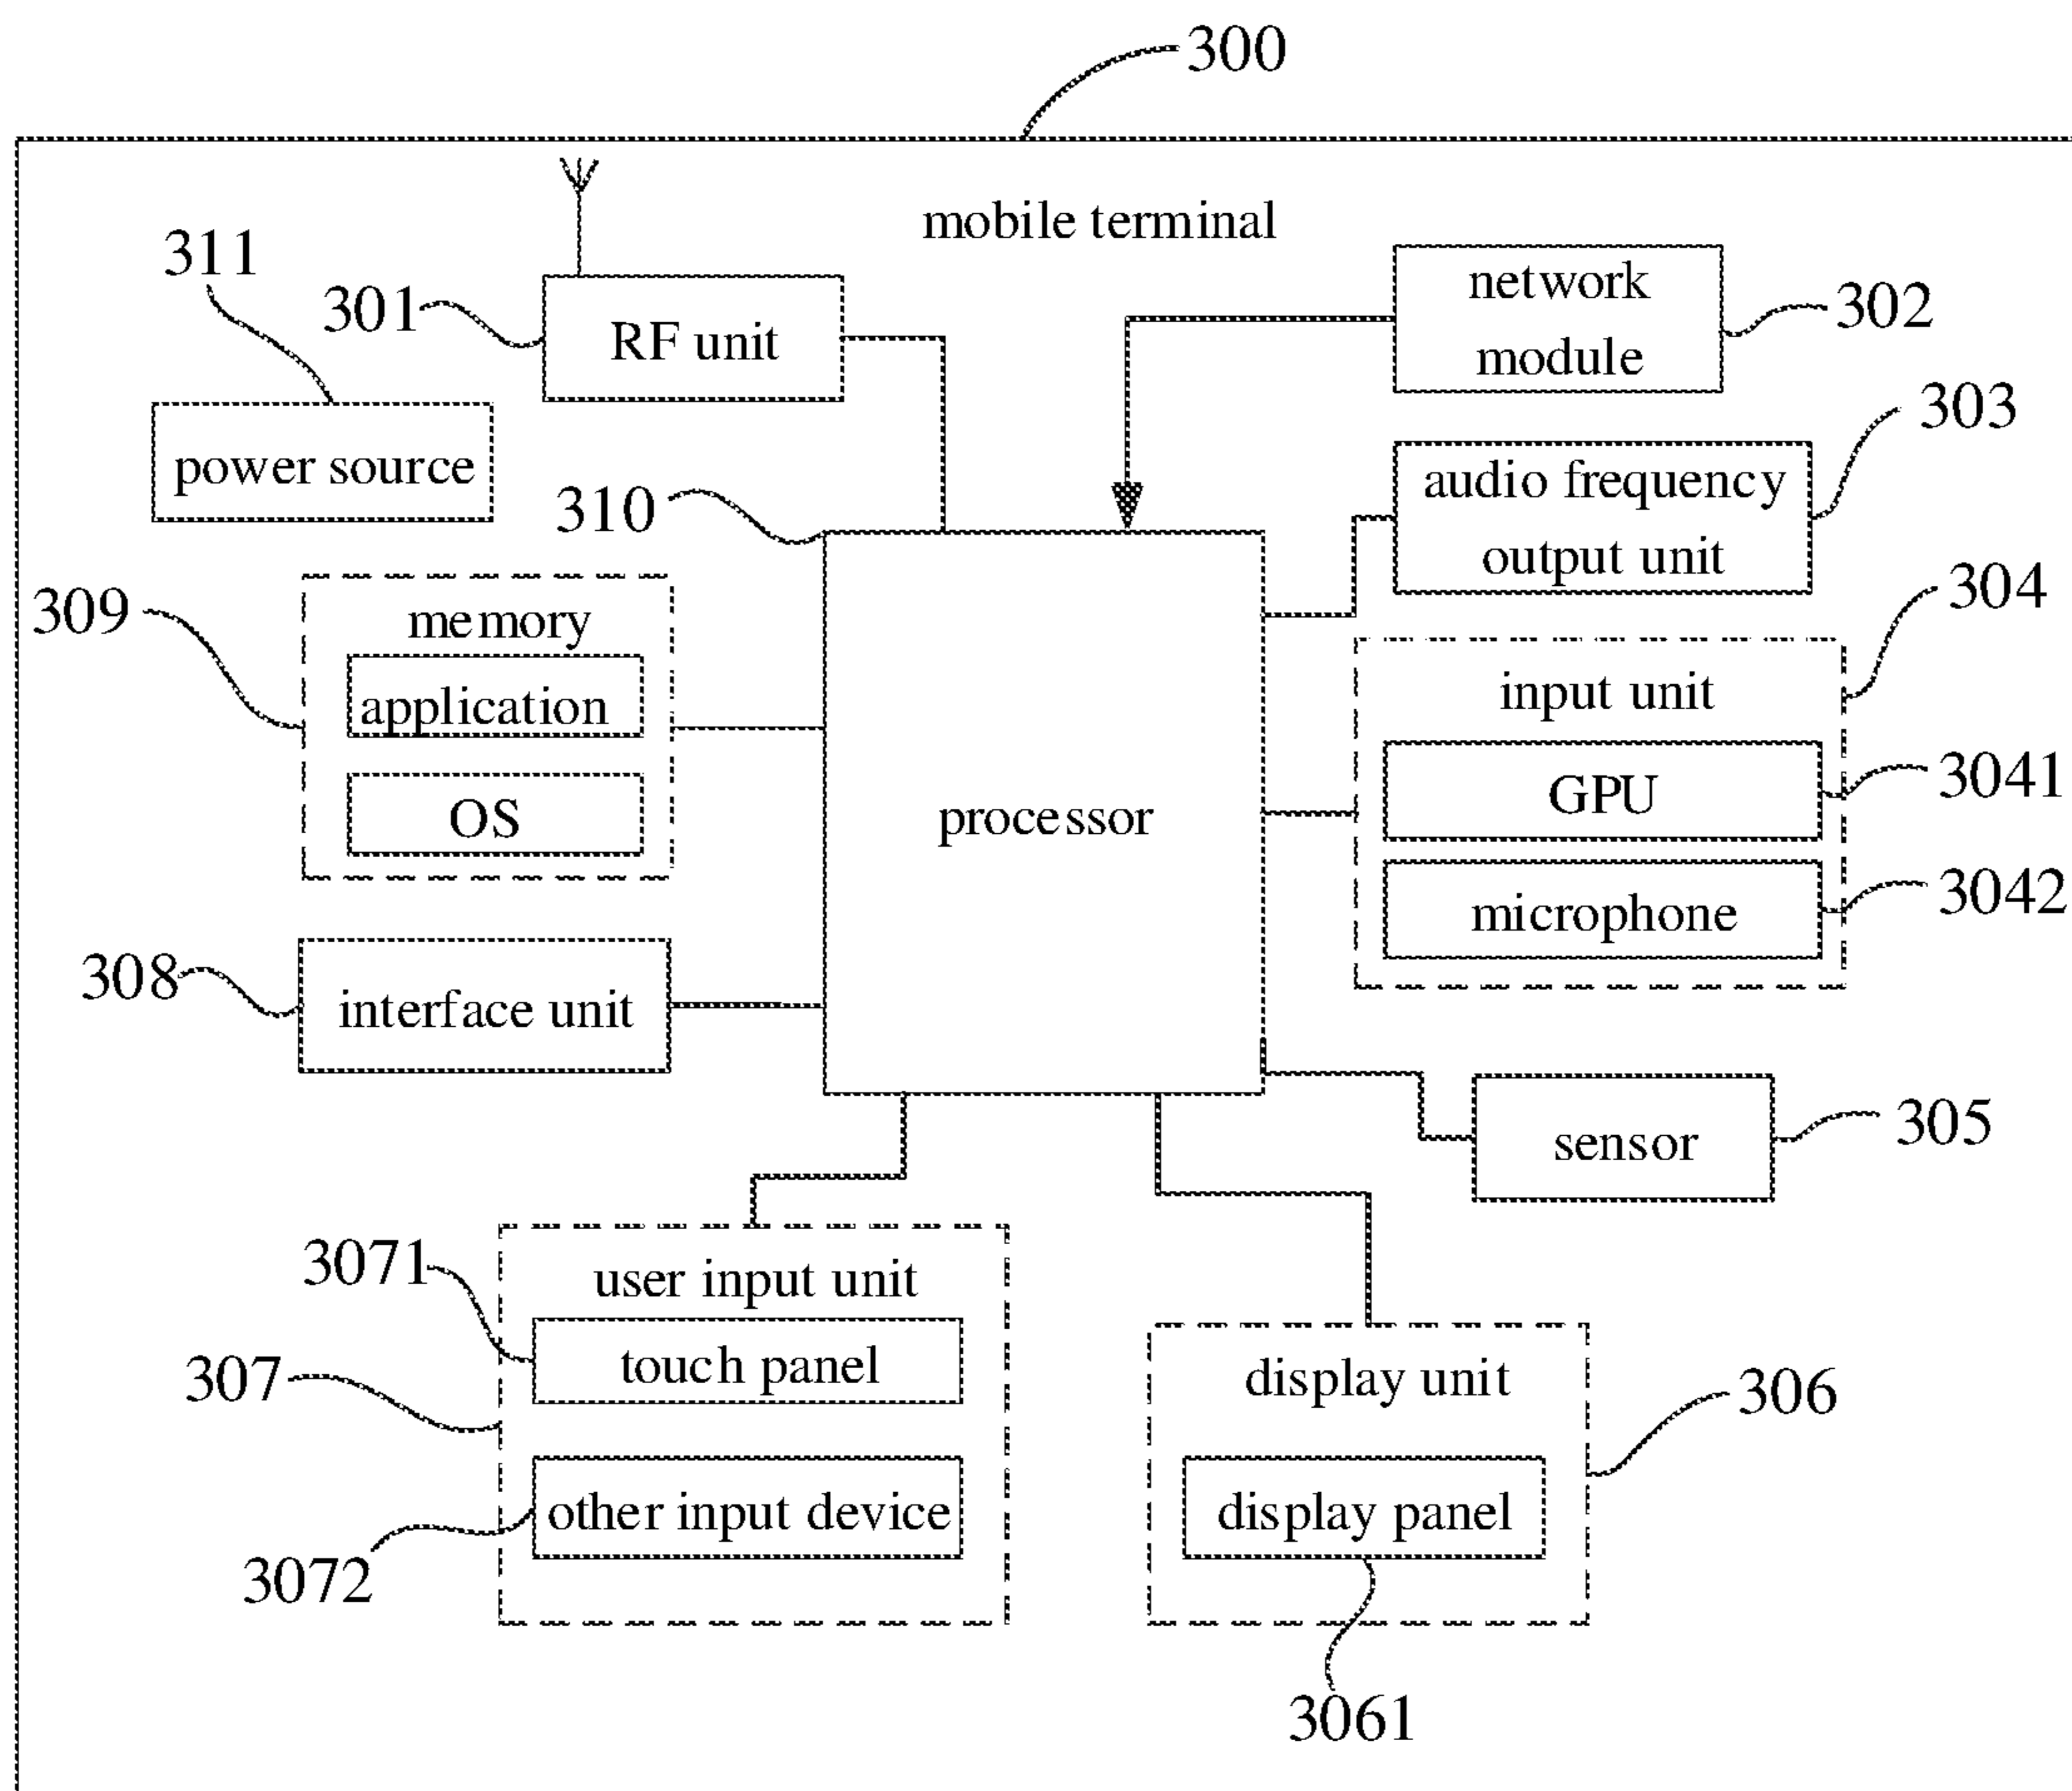 300
mobile terminal
311
301
RF unit
network
module
302
power source
310
audio frequency
output unit
303
309
memory
application
OS
processor
input unit
304
GPU
3041
microphone
3042
308
interface unit
sensor
305
3071
user input unit
touch panel
307
other input device
3072
display unit
306
display panel
3061